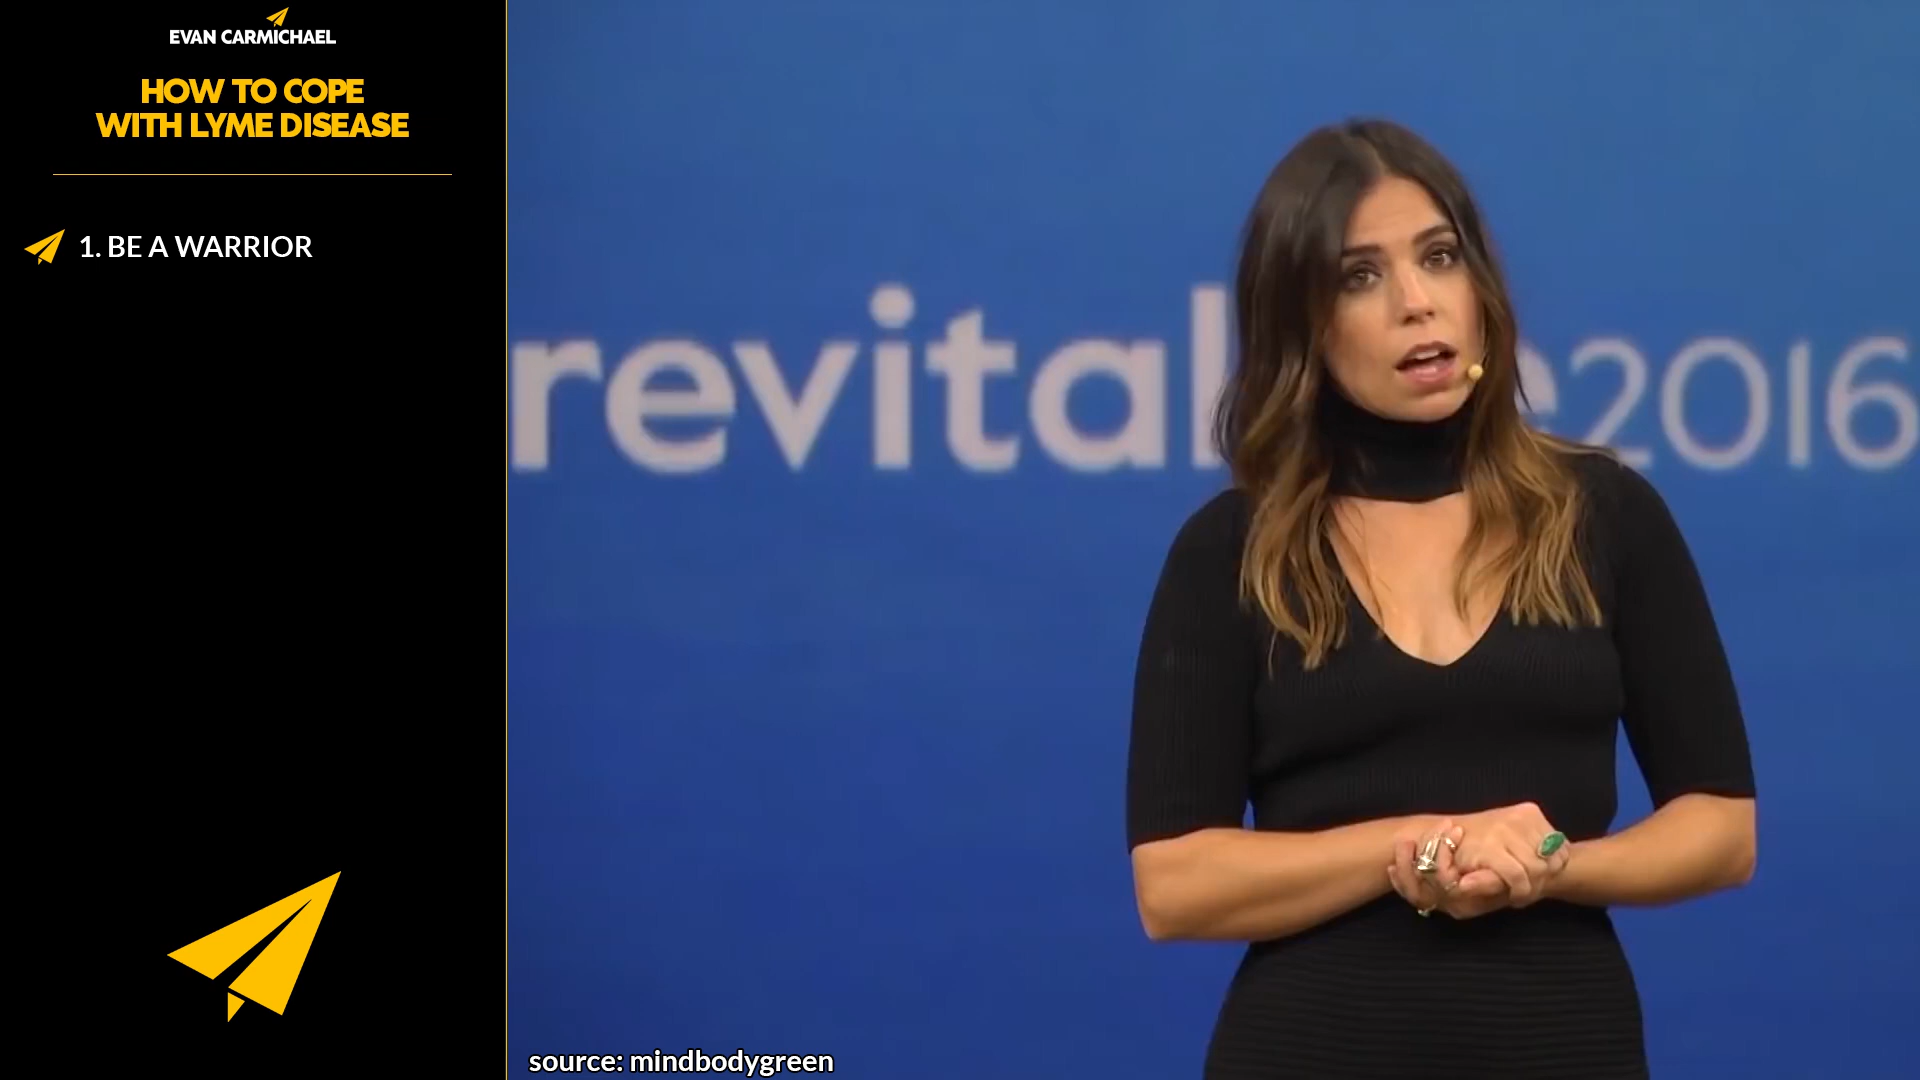 EVAN CARMICHAEL
HOW TO COPE
WITH LYME DISEASE
1. BE A WARRIOR
revital 2016
source: mindbodygreen